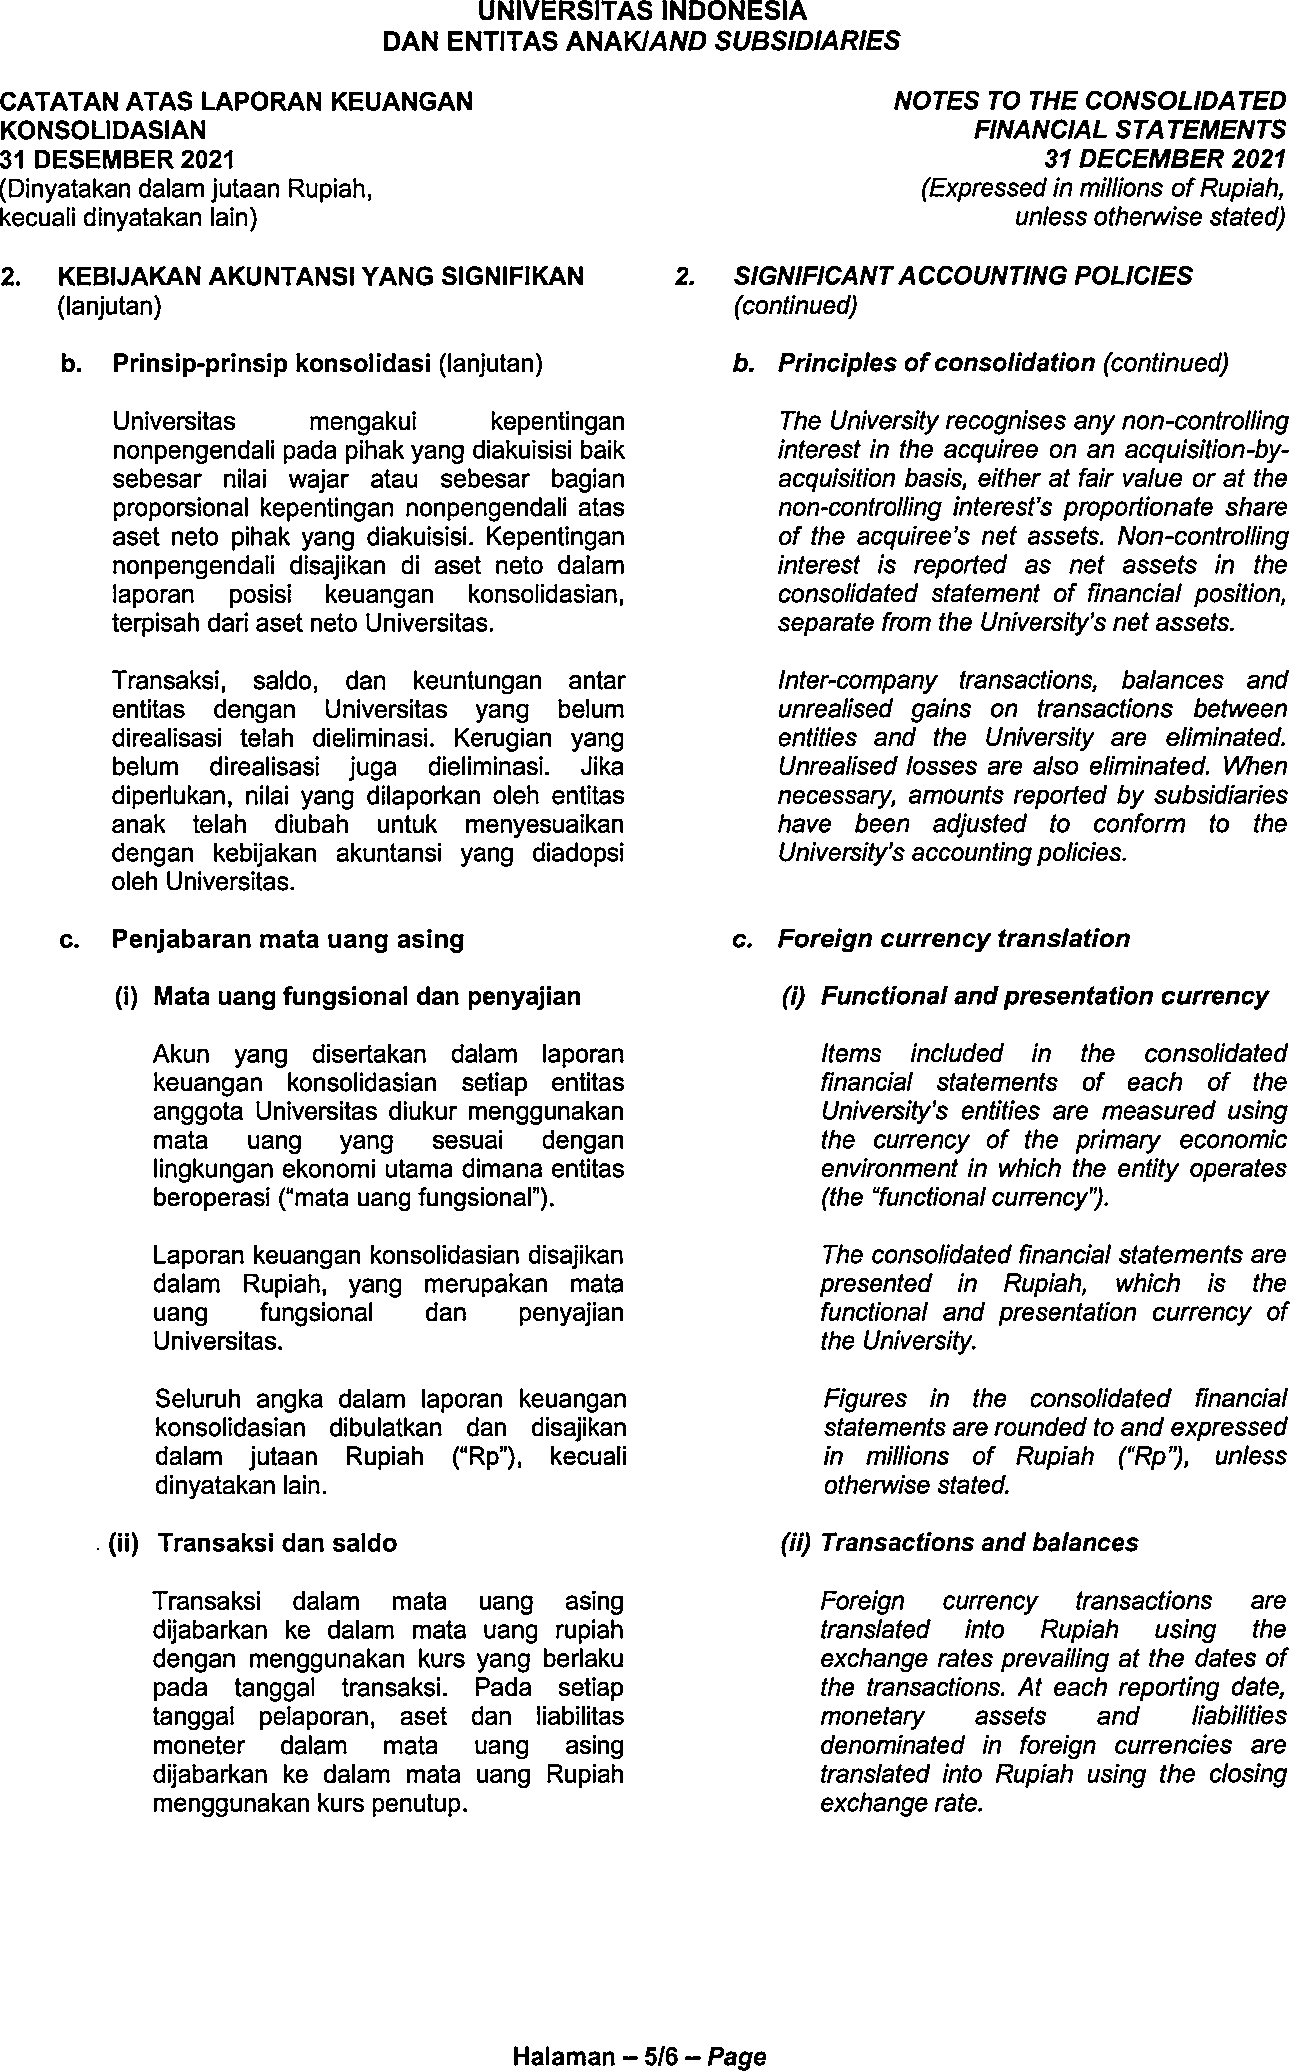 UNIVERSITAS INDONESIA
DAN ENTITAS ANAK/AND SUBSIDIARIES
CATATAN ATAS LAPORAN KEUANGAN
KONSOLIDASIAN
31 DESEMBER 2021
(Dinyatakan dalam jutaan Rupiah,
kecuali dinyatakan lain)
NOTES TO THE CONSOLIDATED
FINANCIAL STATEMENTS
31 DECEMBER 2021
(Expressed in millions of Rupiah,
unless otherwise stated)
2. KEBIJAKAN AKUNTANSI YANG SIGNIFIKAN
(lanjutan)
b. Prinsip-prinsip konsolidasi (lanjutan)
Universitas mengakui kepentingan
nonpengendali pada pihak yang diakuisisi baik
sebesar nilai wajar atau sebesar bagian
proporsional kepentingan nonpengendali atas
aset neto pihak yang diakuisisi. Kepentingan
nonpengendali disajikan di aset neto dalam
laporan posisi keuangan konsolidasian,
terpisah dari aset neto Universitas.
Transaksi, saldo, dan keuntungan antar
entitas dengan Universitas yang belum
direalisasi telah dieliminasi. Kerugian yang
belum direalisasi juga dieliminasi. Jika
diperlukan, nilai yang dilaporkan oleh entitas
anak telah diubah untuk menyesuaikan
dengan kebijakan akuntansi yang diadopsi
oleh Universitas.
c. Penjabaran mata uang asing
(i) Mata uang fungsional dan penyajian
Akun yang disertakan dalam laporan
keuangan konsolidasian setiap entitas
anggota Universitas diukur menggunakan
mata uang yang sesuai dengan
lingkungan ekonomi utama dimana entitas
beroperasi (“mata uang fungsional”).
Laporan keuangan konsolidasian disajikan
dalam Rupiah, yang merupakan mata
uang fungsional dan penyajian
Universitas.
Seluruh angka dalam laporan keuangan
konsolidasian dibulatkan dan disajikan
dalam jutaan Rupiah (“Rp”), kecuali
dinyatakan lain.
(ii) Transaksi dan saldo
Transaksi dalam mata uang asing
dijabarkan ke dalam mata uang rupiah
dengan menggunakan kurs yang berlaku
pada tanggal transaksi. Pada setiap
tanggal pelaporan, aset dan liabilitas
moneter dalam mata uang asing
dijabarkan ke dalam mata uang Rupiah
menggunakan kurs penutup.
2. SIGNIFICANT ACCOUNTING POLICIES
(continued)
b. Principles of consolidation (continued)
The University recognises any non-controlling
interest in the acquiree on an acquisition-by-
acquisition basis, either at fair value or at the
non-controlling interest’s proportionate share
of the acquiree’s net assets. Non-controlling
interest is reported as net assets in the
consolidated statement of financial position,
separate from the University’s net assets.
Inter-company transactions, balances and
unrealised gains on transactions between
entities and the University are eliminated.
Unrealised losses are also eliminated. When
necessary, amounts reported by subsidiaries
have been adjusted to conform to the
University’s accounting policies.
c. Foreign currency translation
(i) Functional and presentation currency
Items included in the consolidated
financial statements of each of the
University’s entities are measured using
the currency of the primary economic
environment in which the entity operates
(the “functional currency”).
The consolidated financial statements are
presented in Rupiah, which is the
functional and presentation currency of
the University.
Figures in the consolidated financial
statements are rounded to and expressed
in millions of Rupiah (“Rp”), unless
otherwise stated.
(ii) Transactions and balances
Foreign currency transactions are
translated into Rupiah using the
exchange rates prevailing at the dates of
the transactions. At each reporting date,
monetary assets and liabilities
denominated in foreign currencies are
translated into Rupiah using the closing
exchange rate.
Halaman – 5/6 – Page